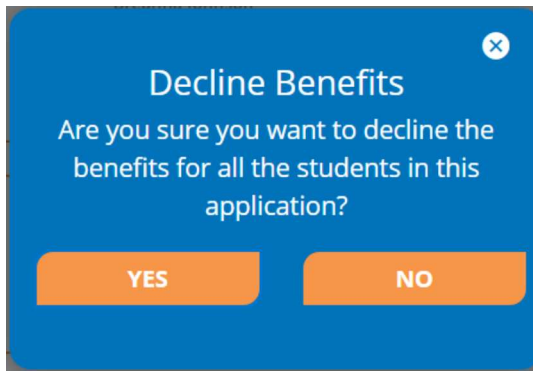 Decline Benefits
Are you sure you want to decline the
benefits for all the students in this
application?
YES NO